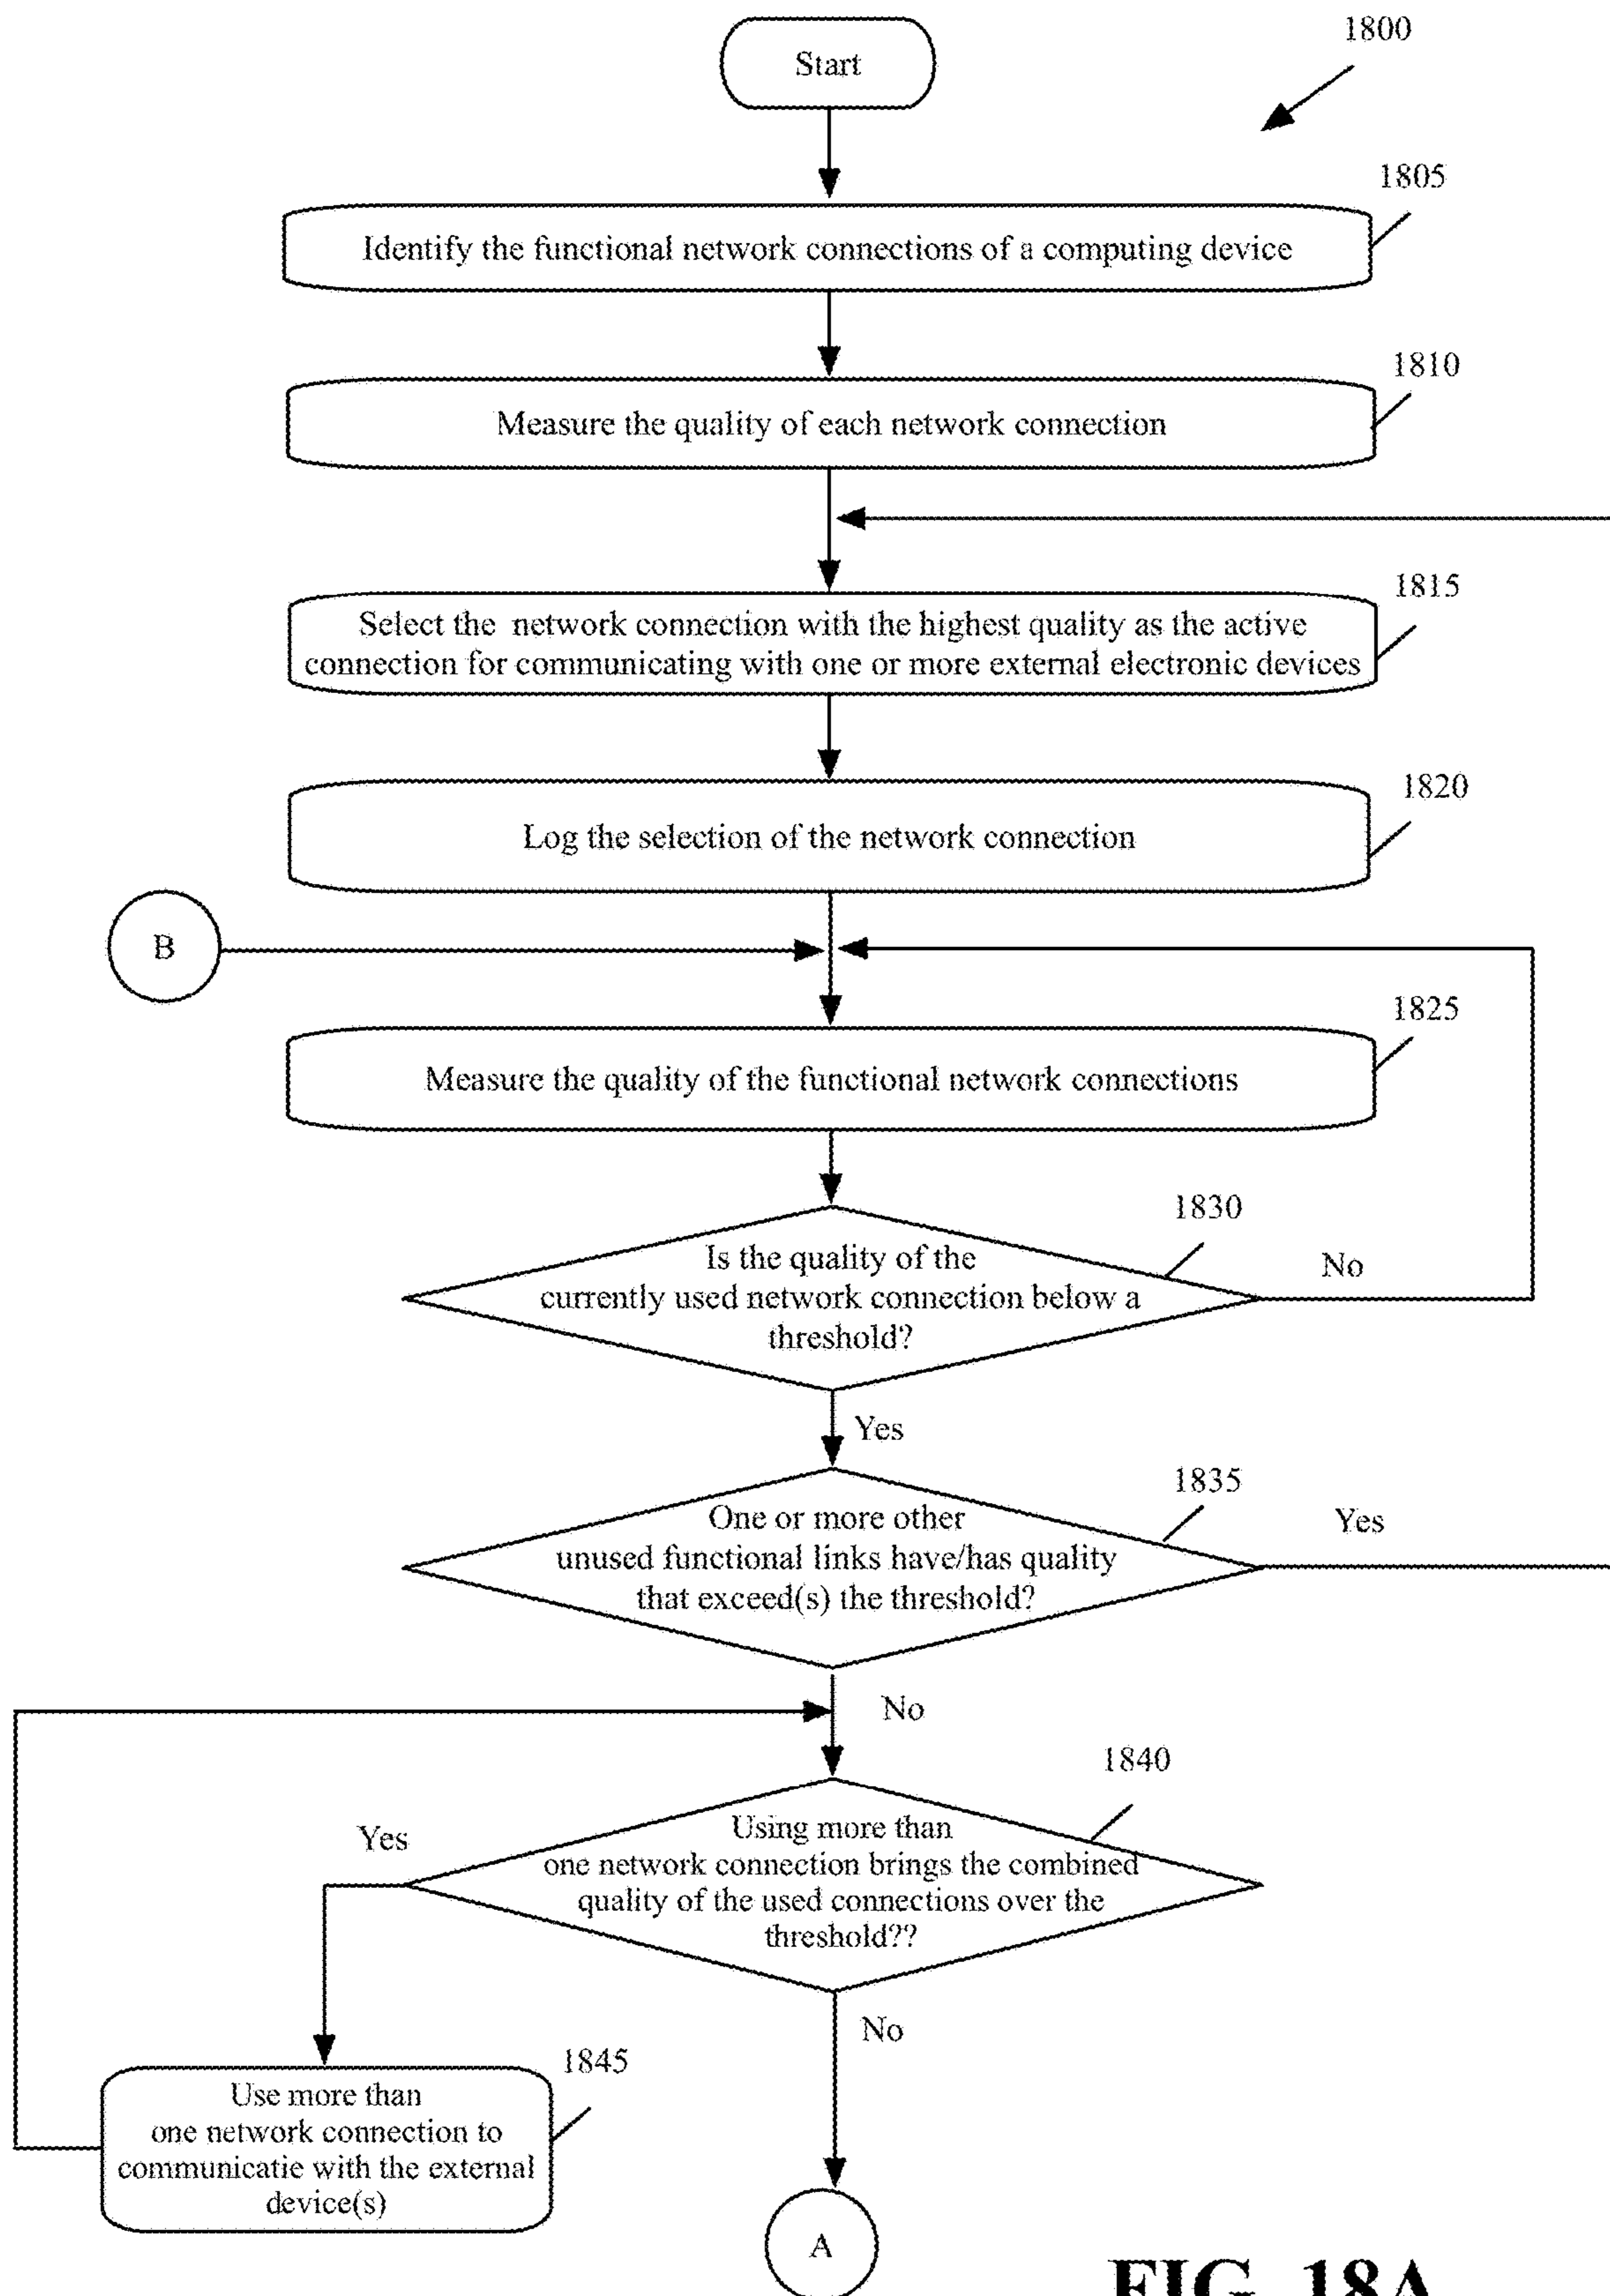 1800
Start
1805
Identify the functional network connections of a computing device
1810
Measure the quality of each network connection
1815
Select the network connection with the highest quality as the active
connection for communicating with one or more external electronic devices
1820
Log the selection of the network connection
B
1825
Measure the quality of the functional network connections
1830
Is the quality of the
currently used network connection below a
threshold?
No
Yes
1835
One or more other
unused functional links have/has quality
that exceed(s) the threshold?
Yes
No
1840
Using more than
one network connection brings the combined
quality of the used connections over the
threshold??
Yes
No
1845
Use more than
one network connection to
communicatie with the external
device(s)
A
FIG. 18A